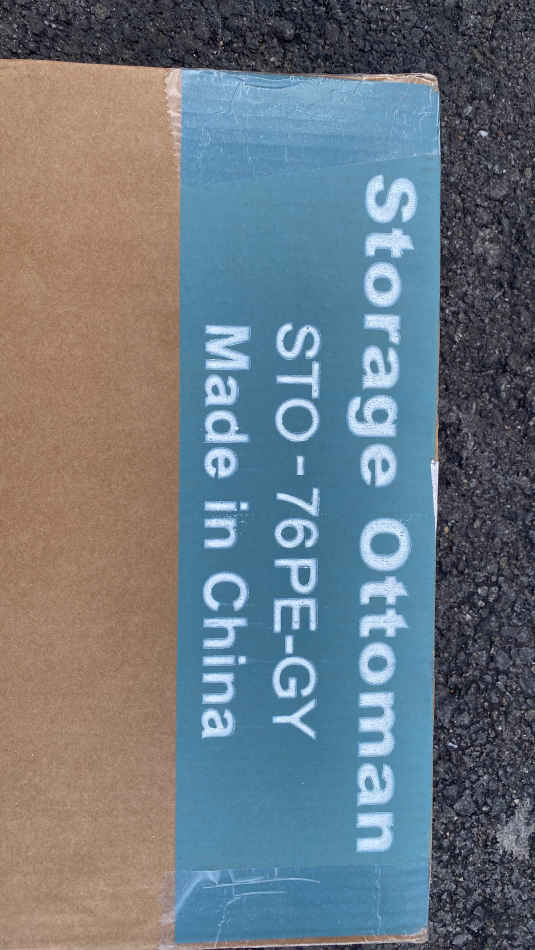 Storage Ottoman
STO - 76PE-GY
Made in China